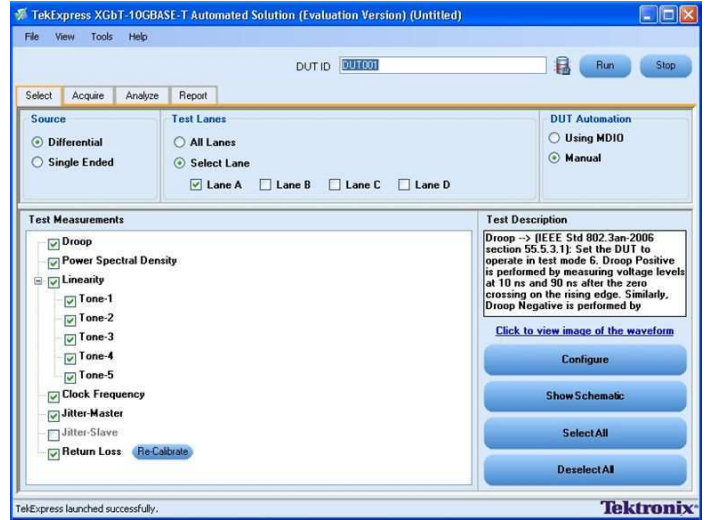 TekExpress XGbT-10GBASE-T Automated Solution (Evaluation Version) (Untitled)
File View Tools Help
DUT ID DUT001 Run Stop
Select Acquire Analyze Report
Source
Differential
Single Ended
Test Lanes
All Lanes
Select Lane
Lane A Lane B Lane C Lane D
DUT Automation
Using MDIO
Manual
Test Measurements
Droop
Power Spectral Density
Linearity
Tone-1
Tone-2
Tone-3
Tone-4
Tone-5
Clock Frequency
Jitter-Master
Jitter-Slave
Return Loss Re-Calibrate
Test Description
Droop --> (IEEE Std 802.3an-2006
section 55.5.3.1): Set the DUT to
operate in test mode 6. Droop Positive
is performed by measuring voltage levels
at 10 ns and 90 ns after the zero
crossing on the rising edge. Similarly,
Droop Negative is performed by
Click to view image of the waveform
Configure
Show Schematic
Select All
Deselect All
TekExpress launched successfully.
Tektronix